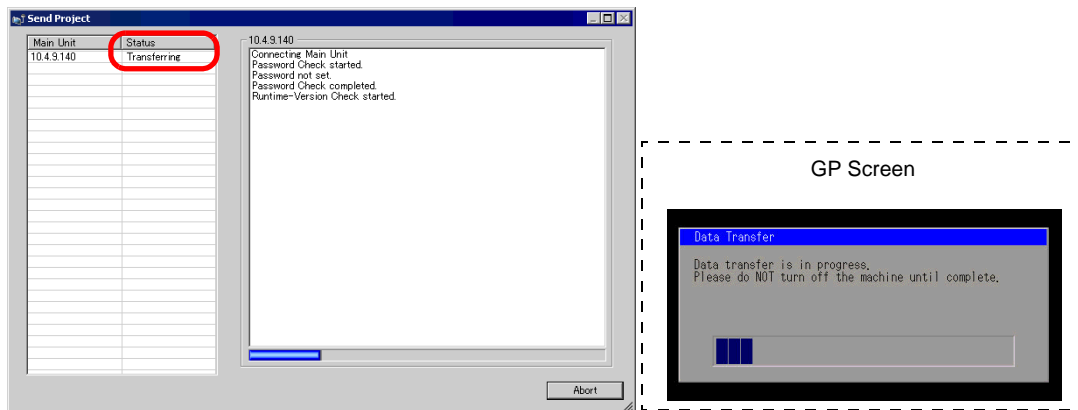 Send Project
Main Unit Status
10.4.9.140 Transferring
10.4.9.140
Connecting Main Unit
Password Check started.
Password not set.
Password Check completed.
Runtime-Version Check started.
Abort
GP Screen
Data Transfer
Data transfer is in progress.
Please do NOT turn off the machine until complete.